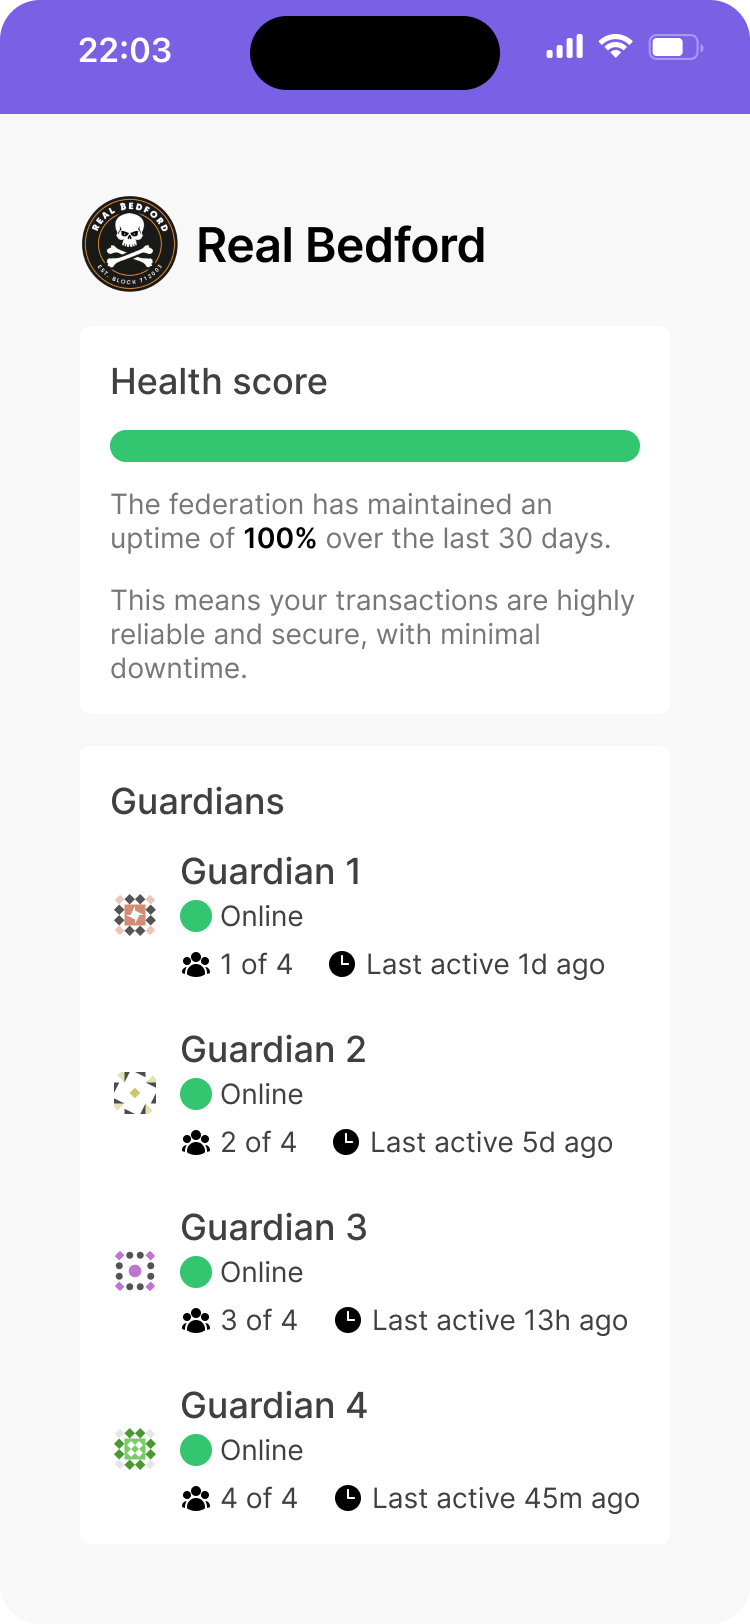 22:03
REAL BEDFORD
EST. BLOCK 712003
Real Bedford
Health score
The federation has maintained an
uptime of 100% over the last 30 days.
This means your transactions are highly
reliable and secure, with minimal
downtime.
Guardians
Guardian 1
Online
1 of 4 Last active 1d ago
Guardian 2
Online
2 of 4 Last active 5d ago
Guardian 3
Online
3 of 4 Last active 13h ago
Guardian 4
Online
4 of 4 Last active 45m ago